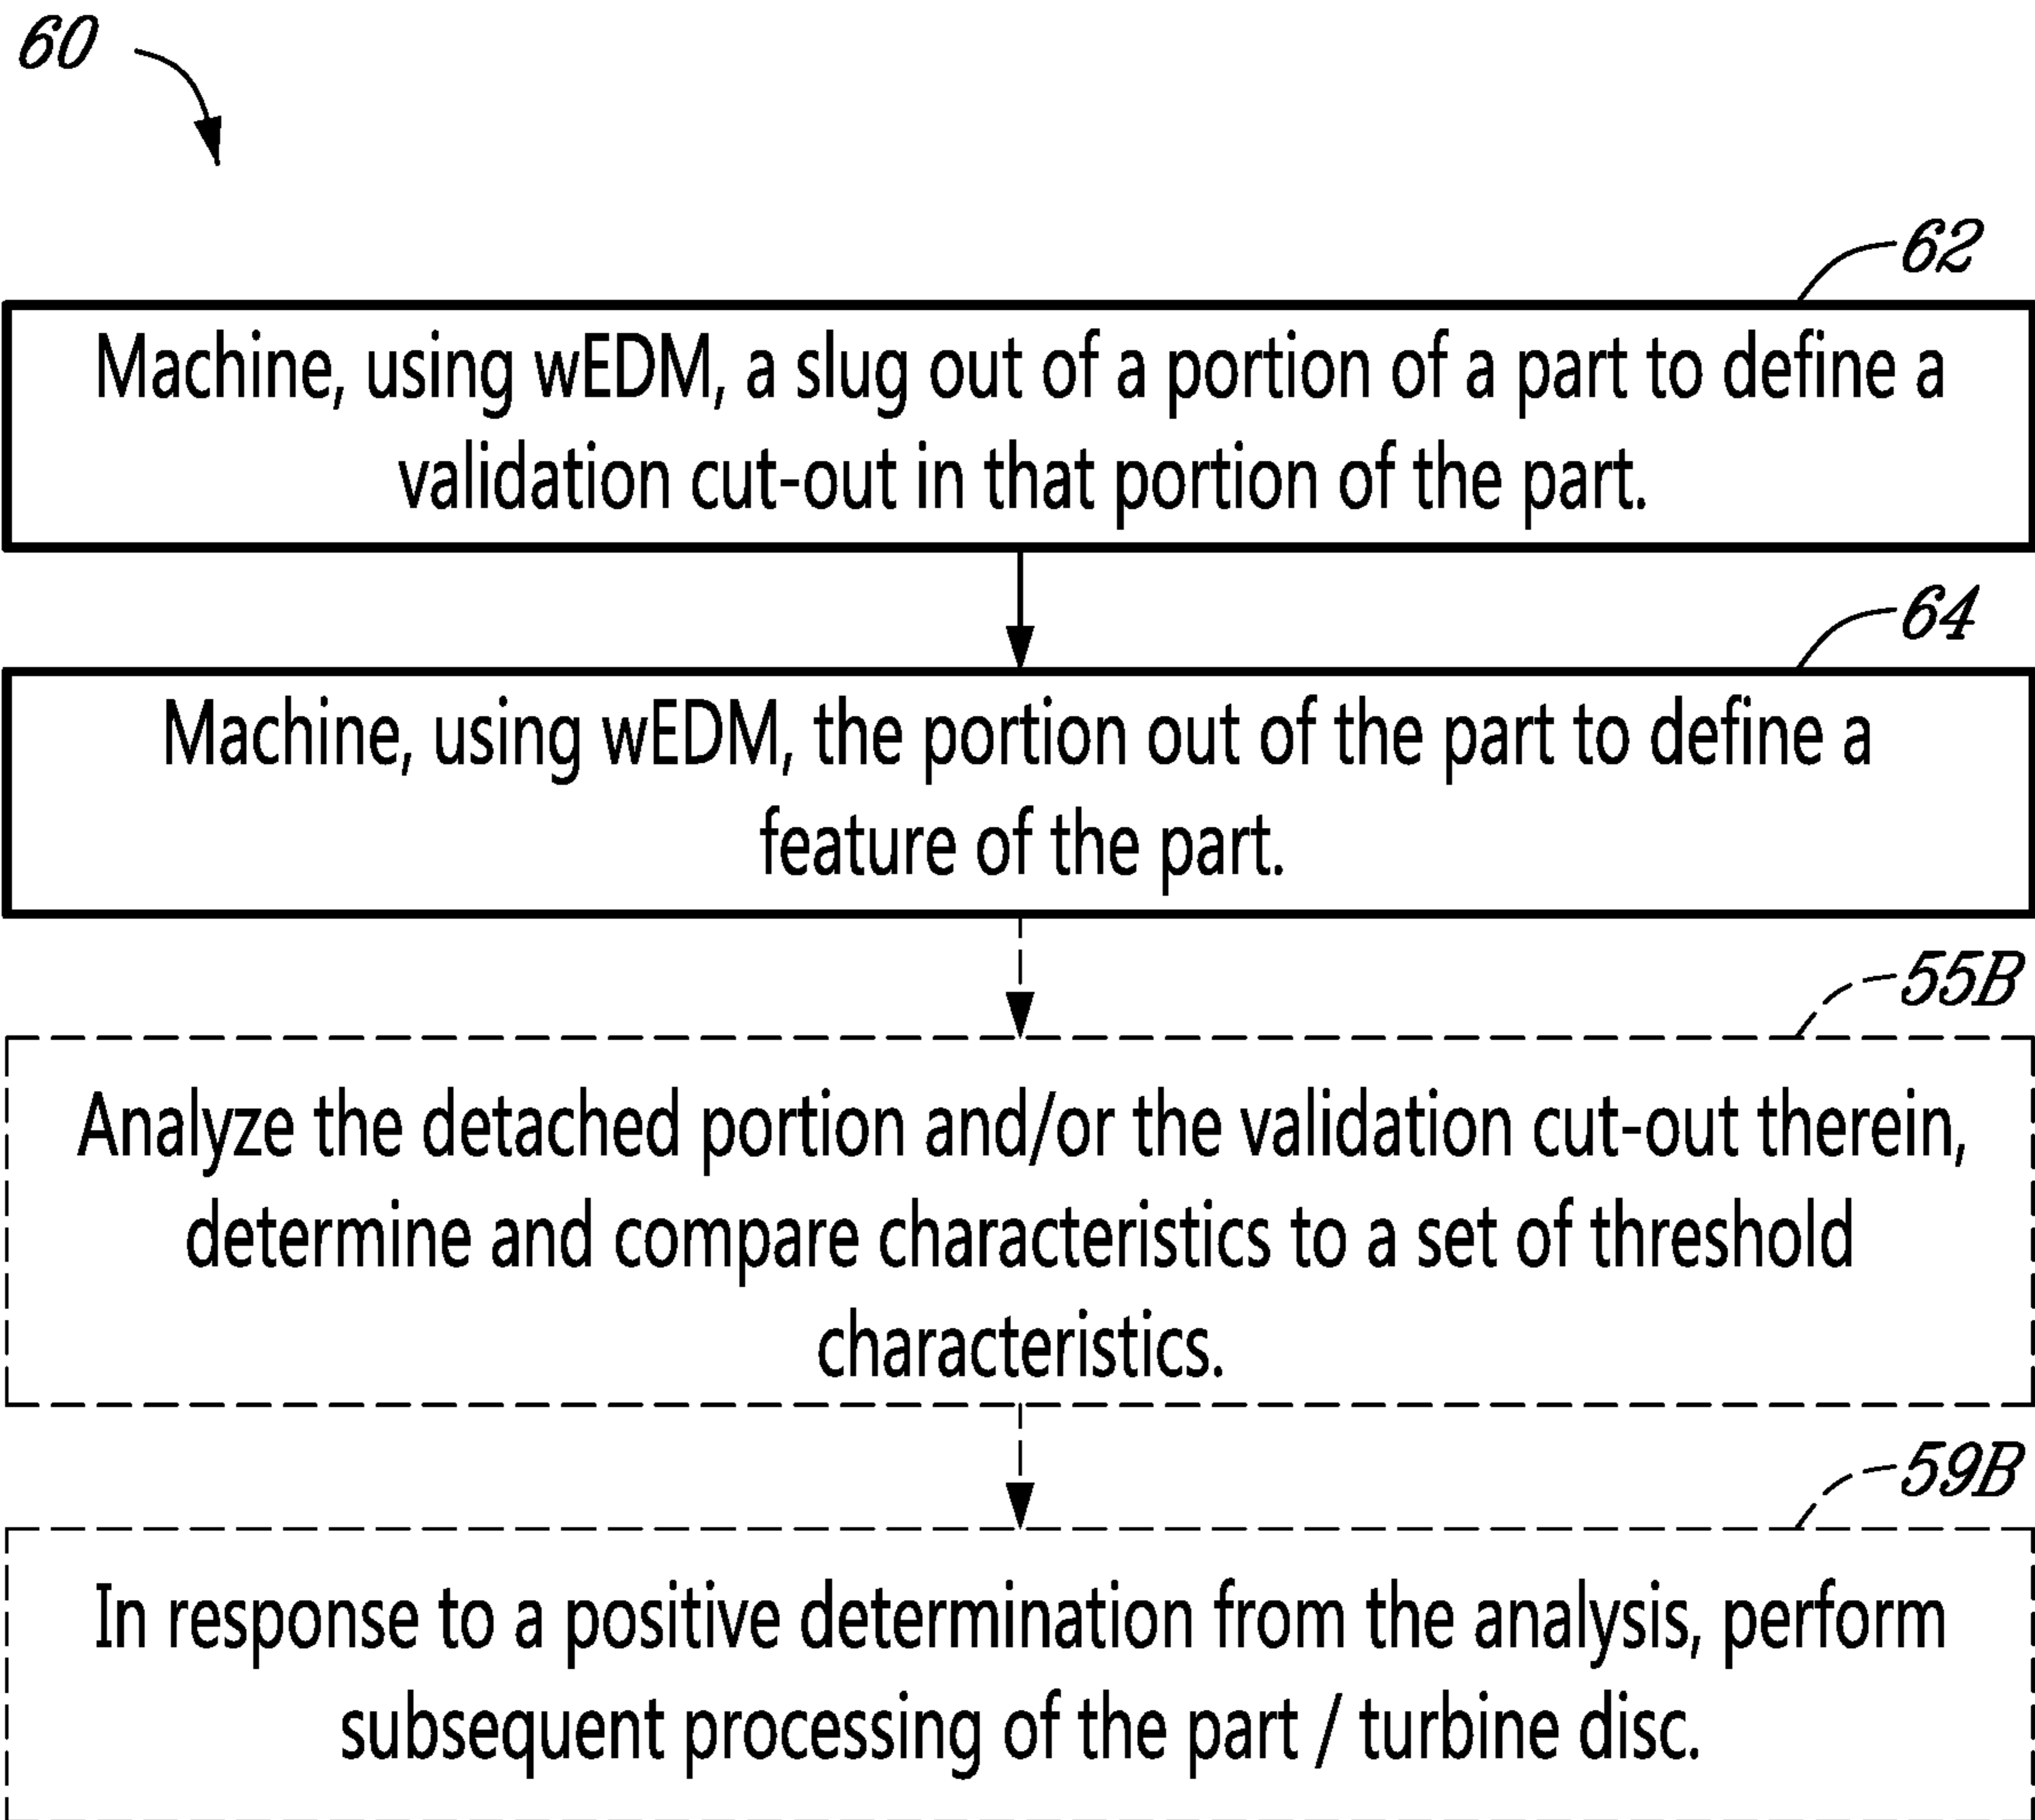 60
62
Machine, using wEDM, a slug out of a portion of a part to define a
validation cut-out in that portion of the part.
64
Machine, using wEDM, the portion out of the part to define a
feature of the part.
55B
Analyze the detached portion and/or the validation cut-out therein,
determine and compare characteristics to a set of threshold
characteristics.
59B
In response to a positive determination from the analysis, perform
subsequent processing of the part / turbine disc.